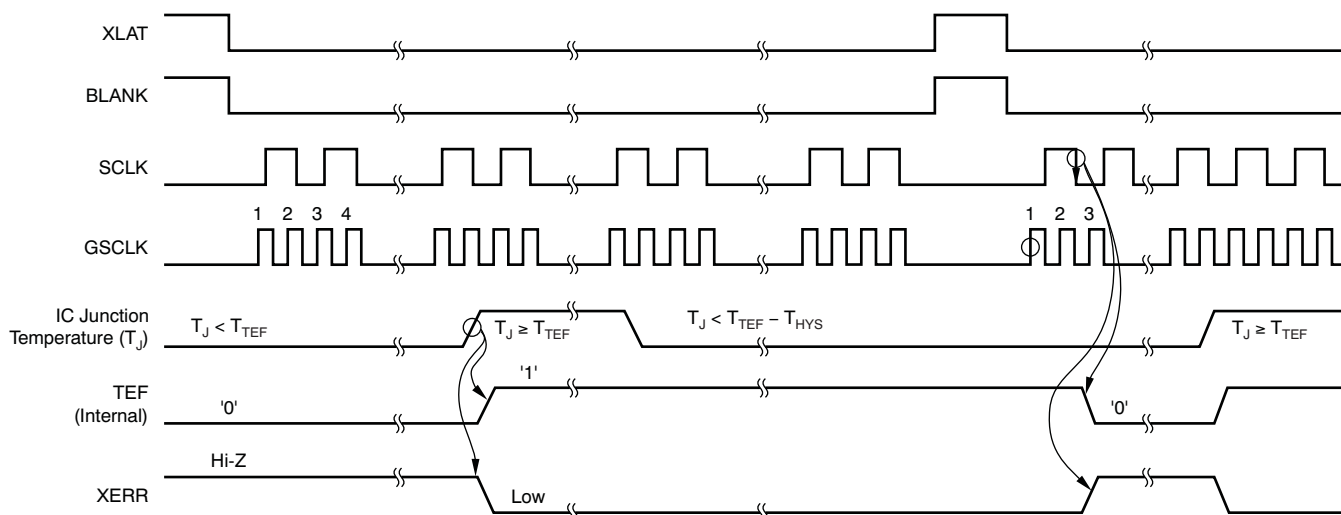 XLAT
BLANK
SCLK
1 2 3 4 1 2 3
GSCLK
IC Junction
Temperature (TJ)
TJ < TTEF
TJ ≥ TTEF
TJ < TTEF – THYS
TJ ≥ TTEF
TEF
(Internal)
'0'
'1'
'0'
XERR
Hi-Z
Low